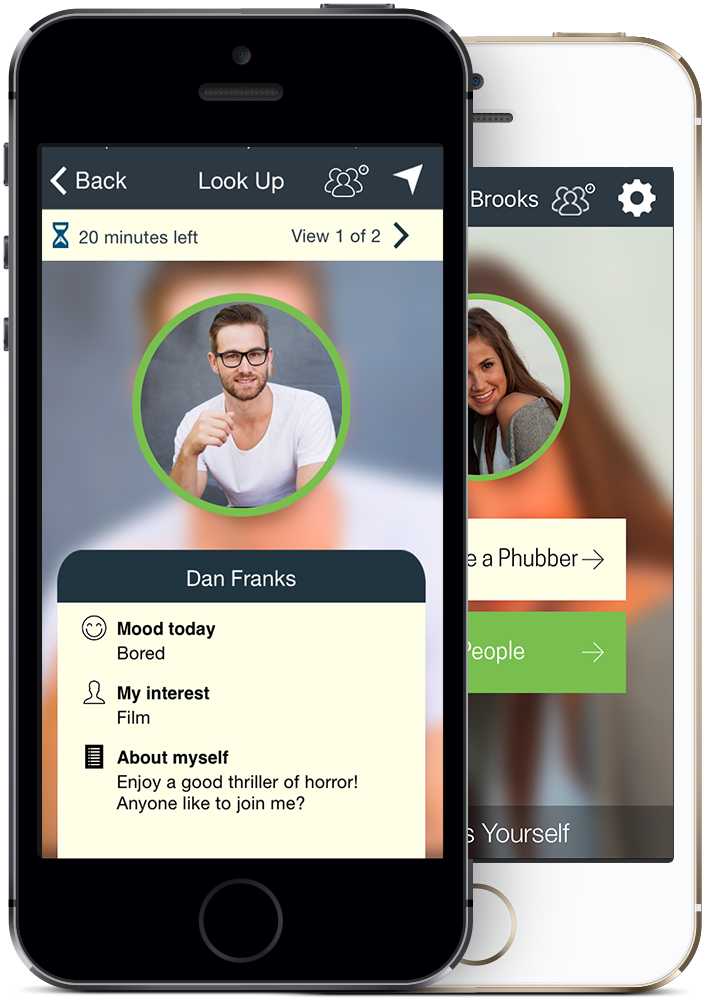 Back
Look Up
20 minutes left
View 1 of 2
Dan Franks
Mood today
Bored
My interest
Film
About myself
Enjoy a good thriller of horror!
Anyone like to join me?
Brooks
a Phubber
People
Yourself